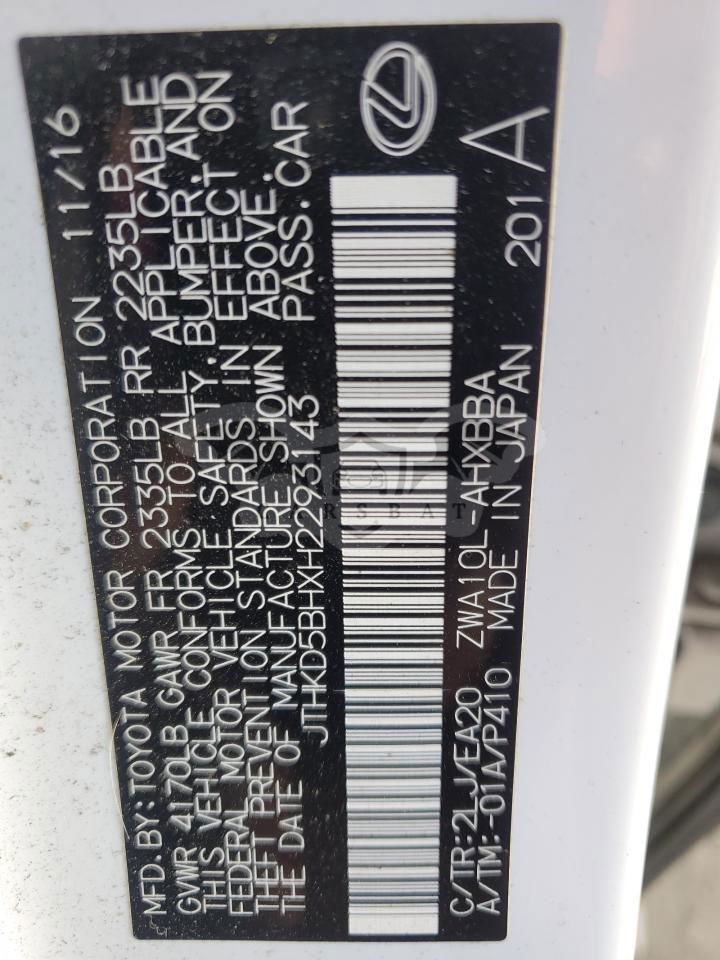 MFD. BY: TOYOTA MOTOR CORPORATION 11/16
GVWR 4170LB GAWR FR 2335LB RR 2235LB
THIS VEHICLE CONFORMS TO ALL APPLICABLE
FEDERAL MOTOR VEHICLE SAFETY, BUMPER, AND
THEFT PREVENTION STANDARDS IN EFFECT ON
THE DATE OF MANUFACTURE SHOWN ABOVE.
JTHKD5BHXH2293143 PASS. CAR
C/TR:2LJ/EA20 ZWA10L-AHXBBA 201
A/TM:-01A/P410 MADE IN JAPAN A
RSBAT